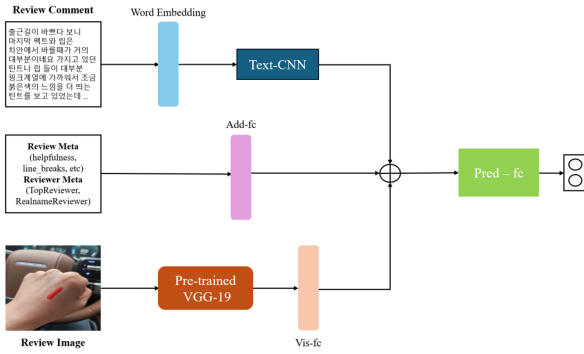 Review Comment
출근길이 바쁘다 보니
마지막 팩트와 립은
차안에서 바를때가 거의
대부분이네요 가지고 있던
틴트나 립 들이 대부분
핑크계열에 가까워서 조금
붉은색의 느낌을 더 띄는
틴트를 보고 있었는데 ...
Word Embedding
Text-CNN
Review Meta
(helpfulness,
line_breaks, etc)
Reviewer Meta
(TopReviewer,
RealnameReviewer)
Add-fc
Pred – fc
Pre-trained
VGG-19
Vis-fc
Review Image